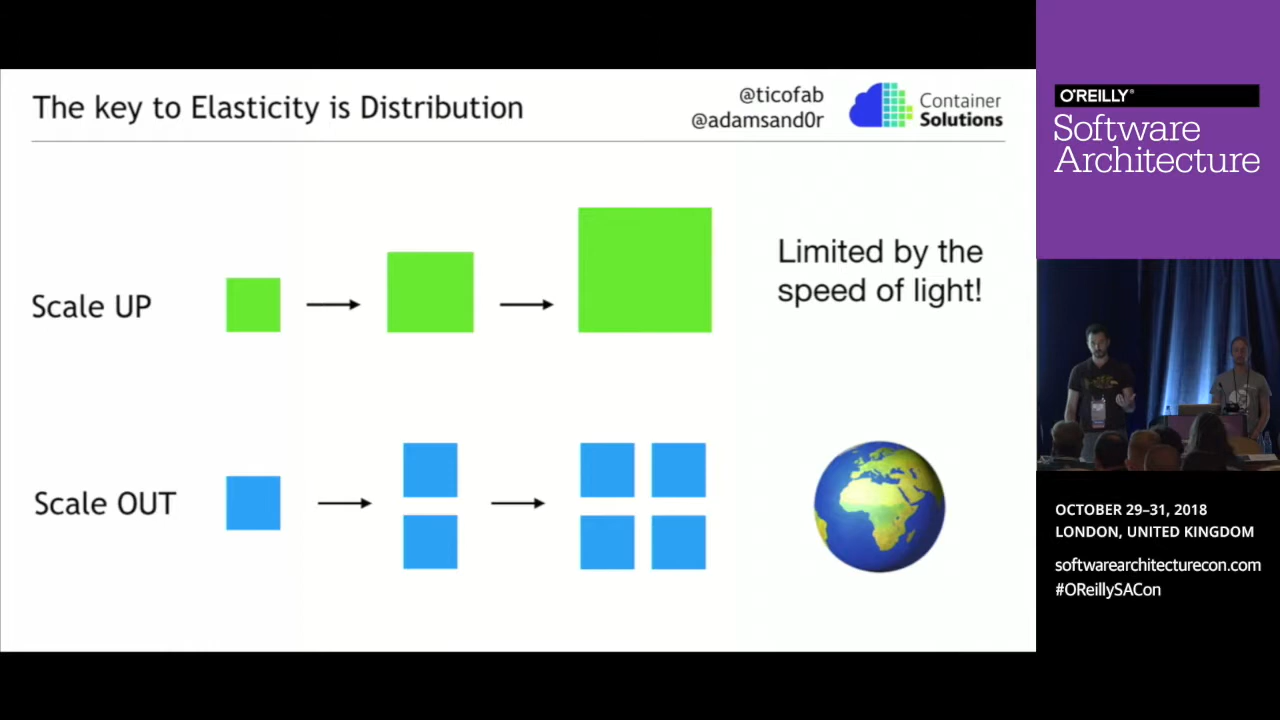 The key to Elasticity is Distribution
@ticofab
@adamsand0r
Container
Solutions
Scale UP
Limited by the
speed of light!
Scale OUT
O'REILLY®
Software
Architecture
OCTOBER 29–31, 2018
LONDON, UNITED KINGDOM
softwarearchitecturecon.com
#OReillySACon